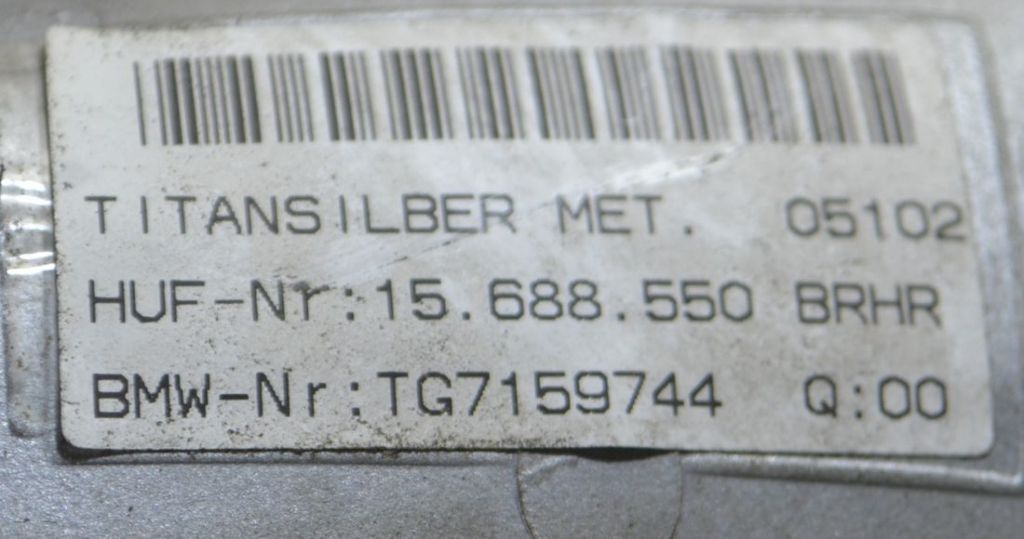 TITANSILBER MET. 05102
HUF-Nr:15.688.550 BRHR
BMW-Nr:TG7159744 Q:00